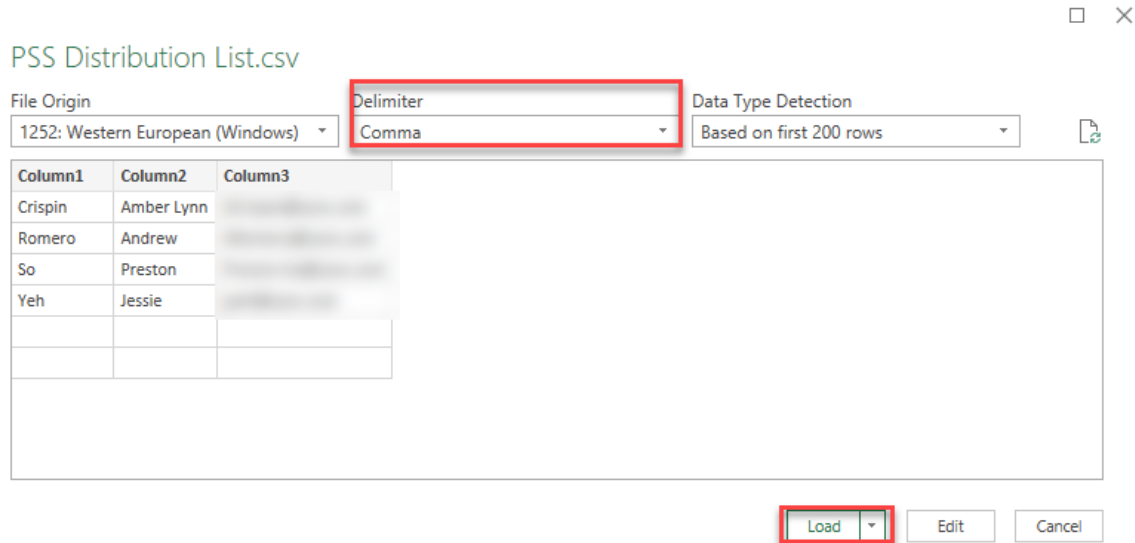 PSS Distribution List.csv
File Origin Delimiter Data Type Detection
1252: Western European (Windows) Comma Based on first 200 rows
Column1 Column2 Column3
Crispin Amber Lynn
Romero Andrew
So Preston
Yeh Jessie
Load Edit Cancel